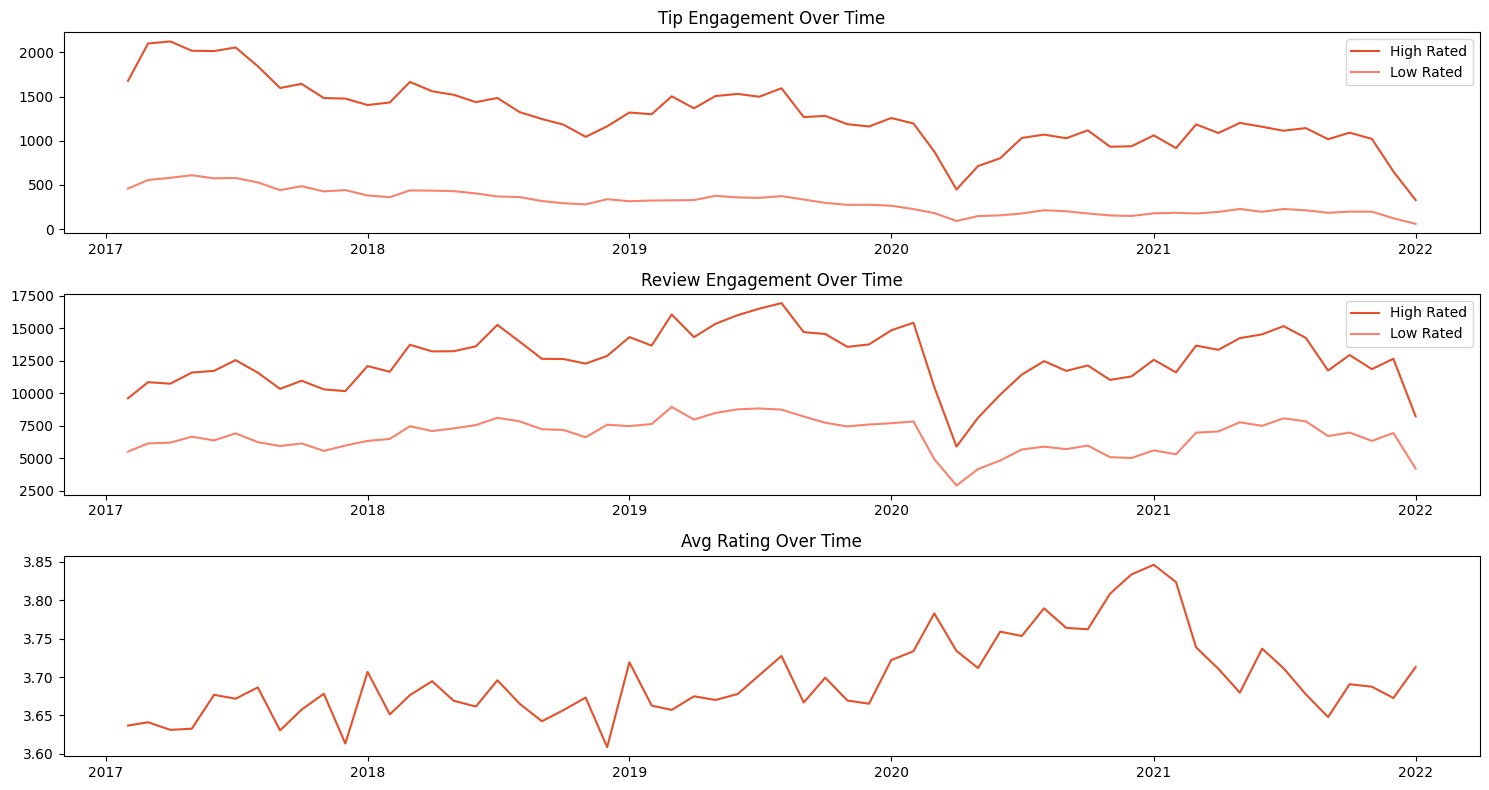 Tip Engagement Over Time
2000
1500
1000
500
0
High Rated
Low Rated
2017 2018 2019 2020 2021 2022
Review Engagement Over Time
17500
15000
12500
10000
7500
5000
2500
High Rated
Low Rated
2017 2018 2019 2020 2021 2022
Avg Rating Over Time
3.85
3.80
3.75
3.70
3.65
3.60
2017 2018 2019 2020 2021 2022